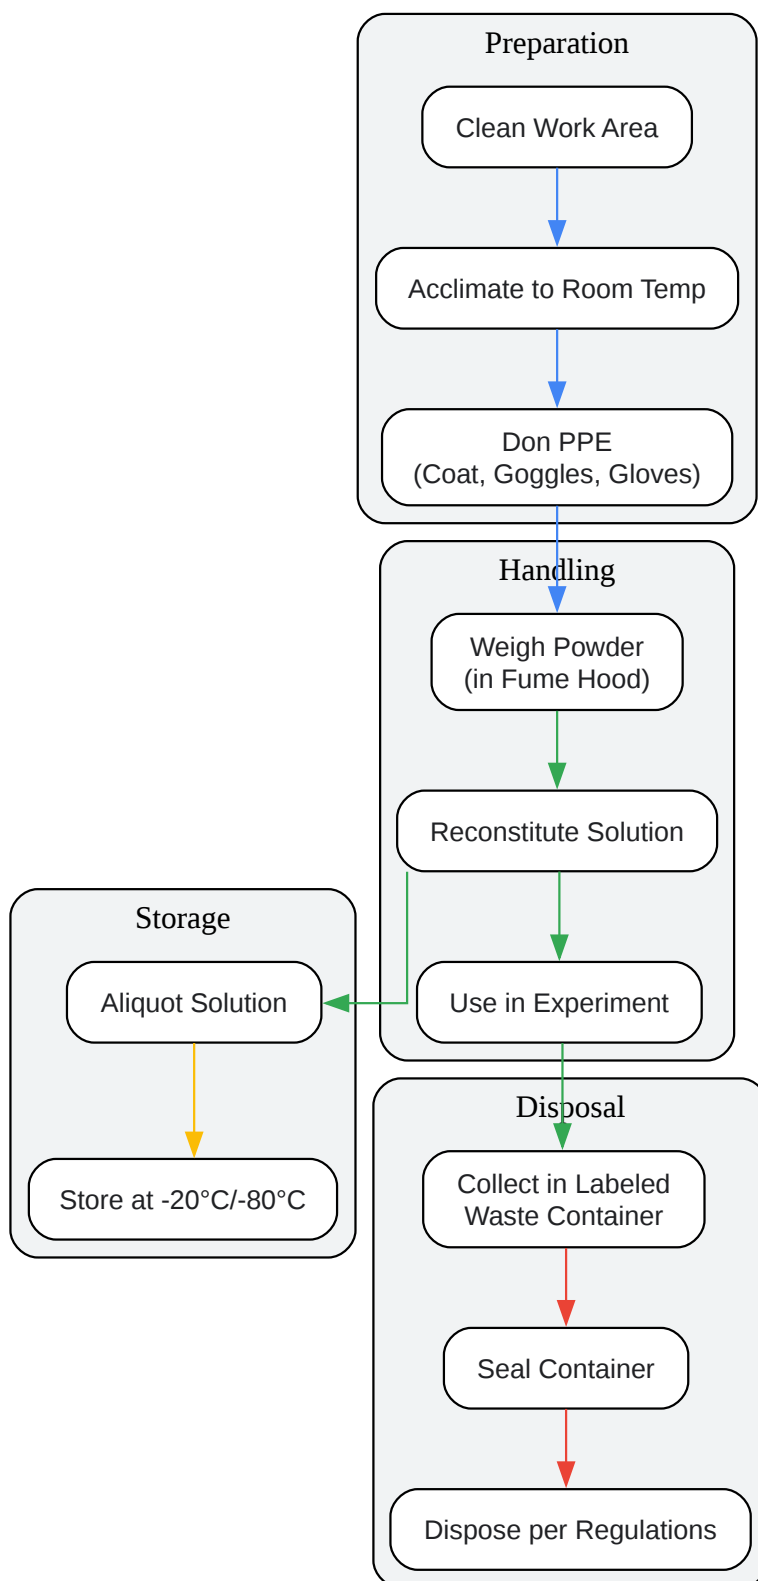 Preparation
Clean Work Area
Acclimate to Room Temp
Don PPE
(Coat, Goggles, Gloves)
Handling
Weigh Powder
(in Fume Hood)
Reconstitute Solution
Use in Experiment
Storage
Aliquot Solution
Store at -20°C/-80°C
Disposal
Collect in Labeled
Waste Container
Seal Container
Dispose per Regulations